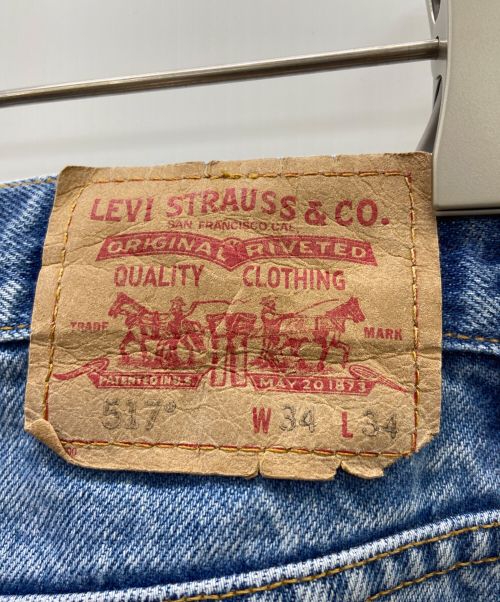 LEVI STRAUSS & CO.
SAN FRANCISCO CAL.
ORIGINAL RIVETED
QUALITY CLOTHING
TRADE MARK
PATENTED IN U.S. MAY 20 1873
517® W 34 L 34